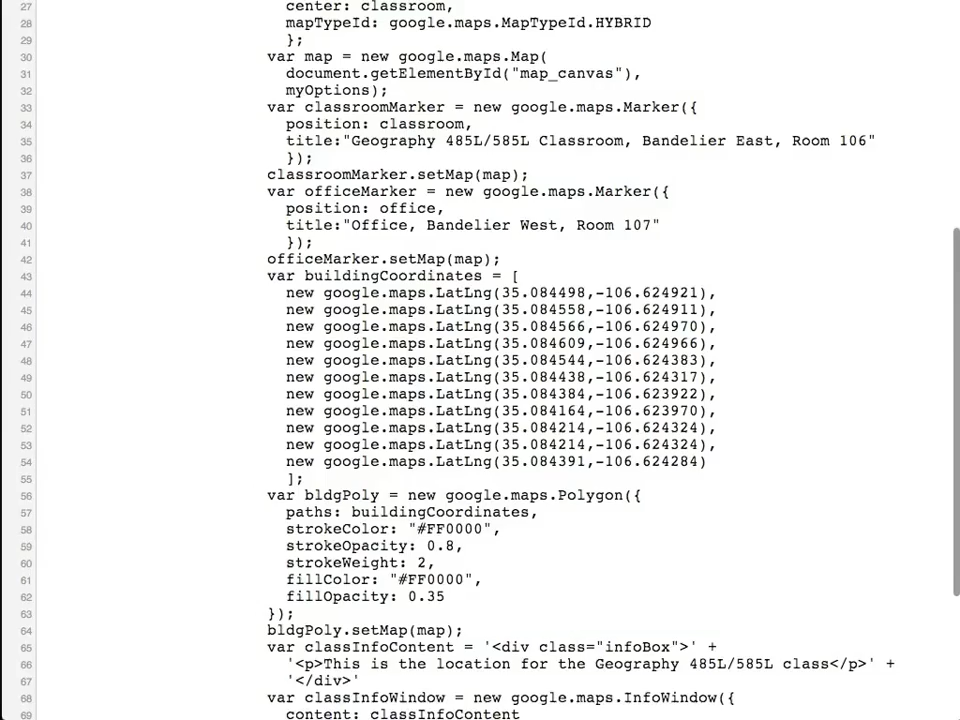 27 center: classroom,
28 mapTypeId: google.maps.MapTypeId.HYBRID
29 };
30 var map = new google.maps.Map(
31 document.getElementById("map_canvas"),
32 myOptions);
33 var classroomMarker = new google.maps.Marker({
34 position: classroom,
35 title:"Geography 485L/585L Classroom, Bandelier East, Room 106"
36 });
37 classroomMarker.setMap(map);
38 var officeMarker = new google.maps.Marker({
39 position: office,
40 title:"Office, Bandelier West, Room 107"
41 });
42 officeMarker.setMap(map);
43 var buildingCoordinates = [
44 new google.maps.LatLng(35.084498,-106.624921),
45 new google.maps.LatLng(35.084558,-106.624911),
46 new google.maps.LatLng(35.084566,-106.624970),
47 new google.maps.LatLng(35.084609,-106.624966),
48 new google.maps.LatLng(35.084544,-106.624383),
49 new google.maps.LatLng(35.084438,-106.624317),
50 new google.maps.LatLng(35.084384,-106.623922),
51 new google.maps.LatLng(35.084164,-106.623970),
52 new google.maps.LatLng(35.084214,-106.624324),
53 new google.maps.LatLng(35.084214,-106.624324),
54 new google.maps.LatLng(35.084391,-106.624284)
55 ];
56 var bldgPoly = new google.maps.Polygon({
57 paths: buildingCoordinates,
58 strokeColor: "#FF0000",
59 strokeOpacity: 0.8,
60 strokeWeight: 2,
61 fillColor: "#FF0000",
62 fillOpacity: 0.35
63 });
64 bldgPoly.setMap(map);
65 var classInfoContent = '<div class="infoBox">' +
66 '<p>This is the location for the Geography 485L/585L class</p>' +
67 '</div>'
68 var classInfoWindow = new google.maps.InfoWindow({
69 content: classInfoContent